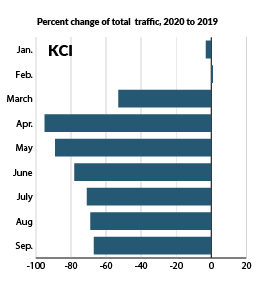 Percent change of total traffic, 2020 to 2019
KCI
Jan.
Feb.
March
Apr.
May
June
July
Aug
Sep.
-100 -80 -60 -40 -20 0 20